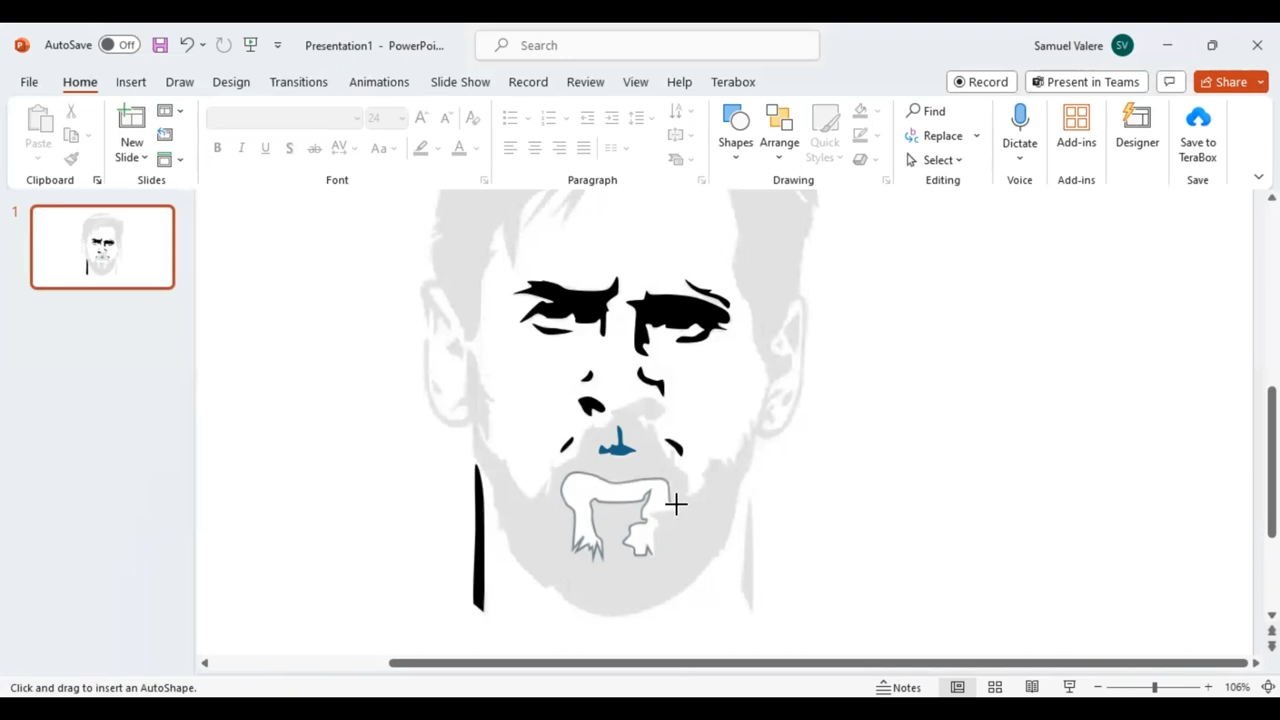 AutoSave Off Presentation1 - PowerPoi... Search Samuel Valere SV
File Home Insert Draw Design Transitions Animations Slide Show Record Review View Help Terabox Record Present in Teams Share
Paste New Slide 24 B I U S ab AV Aa A A A Shapes Arrange Quick Styles Find Replace Select Dictate Add-ins Designer Save to TeraBox
Clipboard Slides Font Paragraph Drawing Editing Voice Add-ins Save
1
Click and drag to insert an AutoShape. Notes 106%